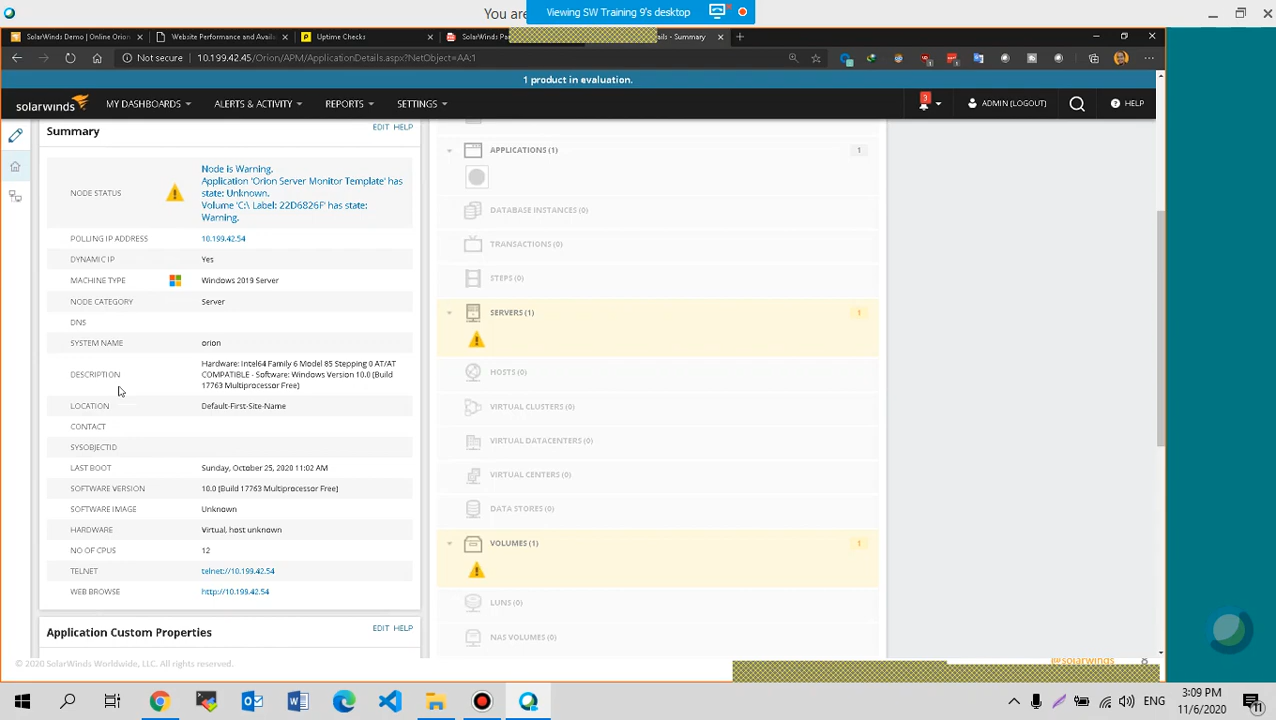 You are
Viewing SW Training 9's desktop
SolarWinds Demo | Online Orion
Website Performance and Availa
Uptime Checks
SolarWinds Pa
ails - Summary
Not secure
10.199.42.45/Orion/APM/ApplicationDetails.aspx?NetObject=AA:1
1 product in evaluation.
solarwinds
MY DASHBOARDS
ALERTS & ACTIVITY
REPORTS
SETTINGS
3
ADMIN (LOGOUT)
HELP
Summary
EDIT HELP
NODE STATUS
Node is Warning,
Application 'Orion Server Monitor Template' has
state: Unknown.
Volume 'C:\ Label: 22D6826F' has state:
Warning.
POLLING IP ADDRESS
10.199.42.54
DYNAMIC IP
Yes
MACHINE TYPE
Windows 2019 Server
NODE CATEGORY
Server
DNS
SYSTEM NAME
orion
DESCRIPTION
Hardware: Intel64 Family 6 Model 85 Stepping 0 AT/AT
COMPATIBLE - Software: Windows Version 10.0 (Build
17763 Multiprocessor Free)
LOCATION
Default-First-Site-Name
CONTACT
SYSOBJECTID
LAST BOOT
Sunday, October 25, 2020 11:02 AM
SOFTWARE VERSION
10.0 [Build 17763 Multiprocessor Free]
SOFTWARE IMAGE
Unknown
HARDWARE
Virtual, host unknown
NO OF CPUS
12
TELNET
telnet://10.199.42.54
WEB BROWSE
http://10.199.42.54
Application Custom Properties
EDIT HELP
APPLICATIONS (1)
1
DATABASE INSTANCES (0)
TRANSACTIONS (0)
STEPS (0)
SERVERS (1)
1
HOSTS (0)
VIRTUAL CLUSTERS (0)
VIRTUAL DATACENTERS (0)
VIRTUAL CENTERS (0)
DATA STORES (0)
VOLUMES (1)
1
LUNS (0)
NAS VOLUMES (0)
© 2020 SolarWinds Worldwide, LLC. All rights reserved.
@solarwinds
ENG
3:09 PM
11/6/2020